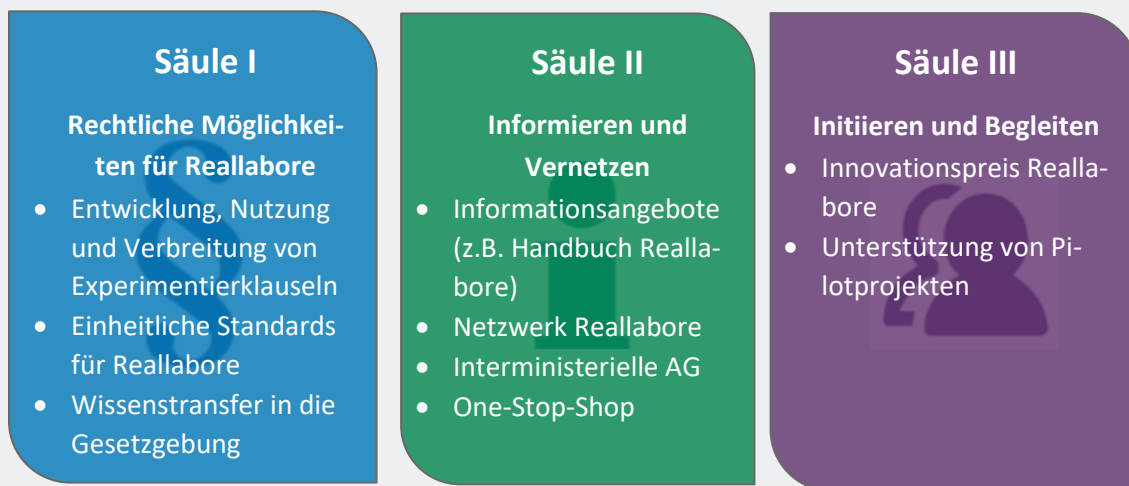 Säule I
Rechtliche Möglichkei-
ten für Reallabore
• Entwicklung, Nutzung
und Verbreitung von
Experimentierklauseln
• Einheitliche Standards
für Reallabore
• Wissenstransfer in die
Gesetzgebung
Säule II
Informieren und
Vernetzen
• Informationsangebote
(z.B. Handbuch Realla-
bore)
• Netzwerk Reallabore
• Interministerielle AG
• One-Stop-Shop
Säule III
Initiieren und Begleiten
• Innovationspreis Realla-
bore
• Unterstützung von Pi-
lotprojekten